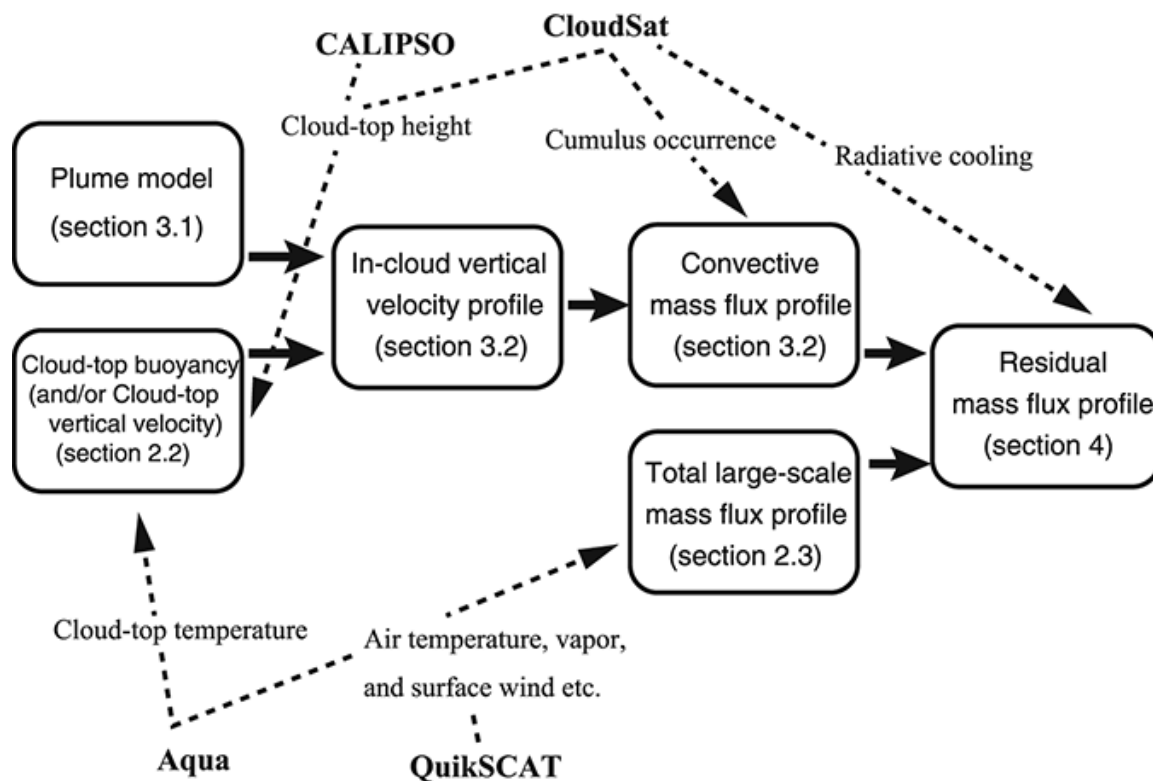 CloudSat
CALIPSO
Cloud-top height
Cumulus occurrence
Radiative cooling
Plume model
(section 3.1)
In-cloud vertical
velocity profile
(section 3.2)
Convective
mass flux profile
(section 3.2)
Cloud-top buoyancy
(and/or Cloud-top
vertical velocity)
(section 2.2)
Residual
mass flux profile
(section 4)
Total large-scale
mass flux profile
(section 2.3)
Cloud-top temperature
Air temperature, vapor,
and surface wind etc.
Aqua
QuikSCAT